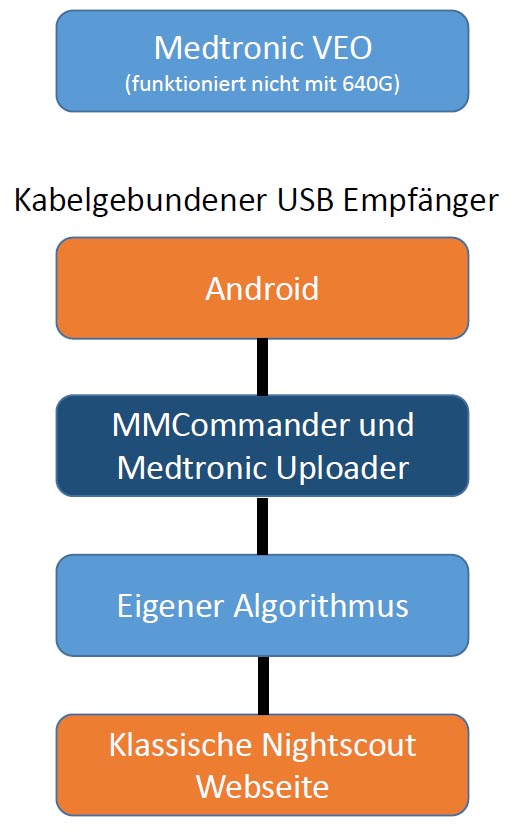 Medtronic VEO
(funktioniert nicht mit 640G)
Kabelgebundener USB Empfänger
Android
MMCommander und
Medtronic Uploader
Eigener Algorithmus
Klassische Nightscout
Webseite